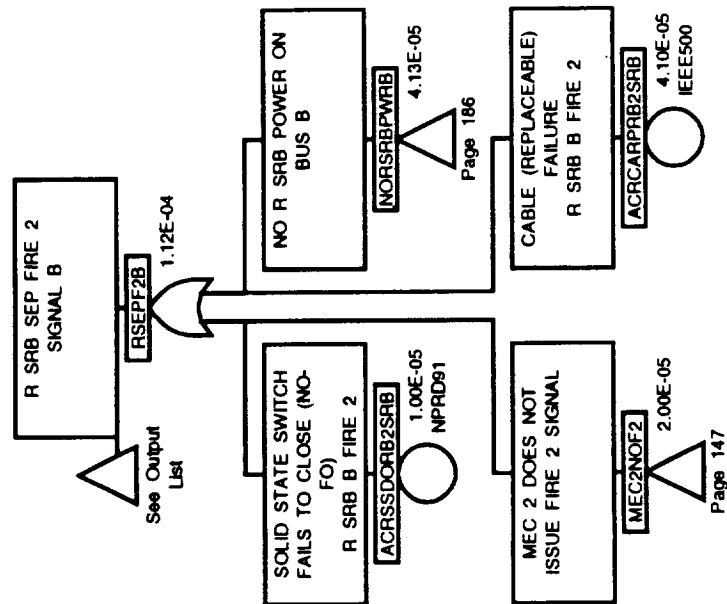 R SRB SEP FIRE 2
SIGNAL B
RSEPF2B
1.12E-04
See Output
List
SOLID STATE SWITCH
FAILS TO CLOSE (NO-
FO)
R SRB B FIRE 2
ACRSSDORB2SRB
1.00E-05
NPRD91
NO R SRB POWER ON
BUS B
NORSRBPWRB
4.13E-05
Page 186
MEC 2 DOES NOT
ISSUE FIRE 2 SIGNAL
MEC2NOF2
2.00E-05
Page 147
CABLE (REPLACEABLE)
FAILURE
R SRB B FIRE 2
ACRCARPRB2SRB
4.10E-05
IEEE500